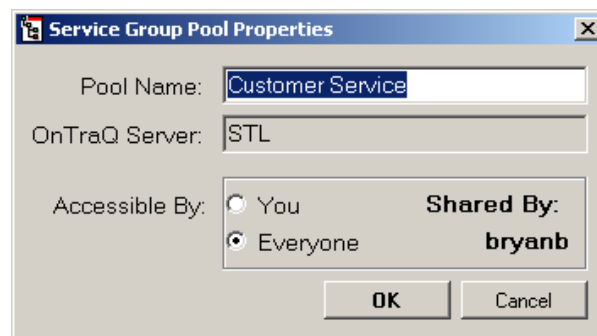 Service Group Pool Properties
Pool Name: Customer Service
OnTraQ Server: STL
Accessible By: You Shared By:
Everyone bryanb
OK Cancel